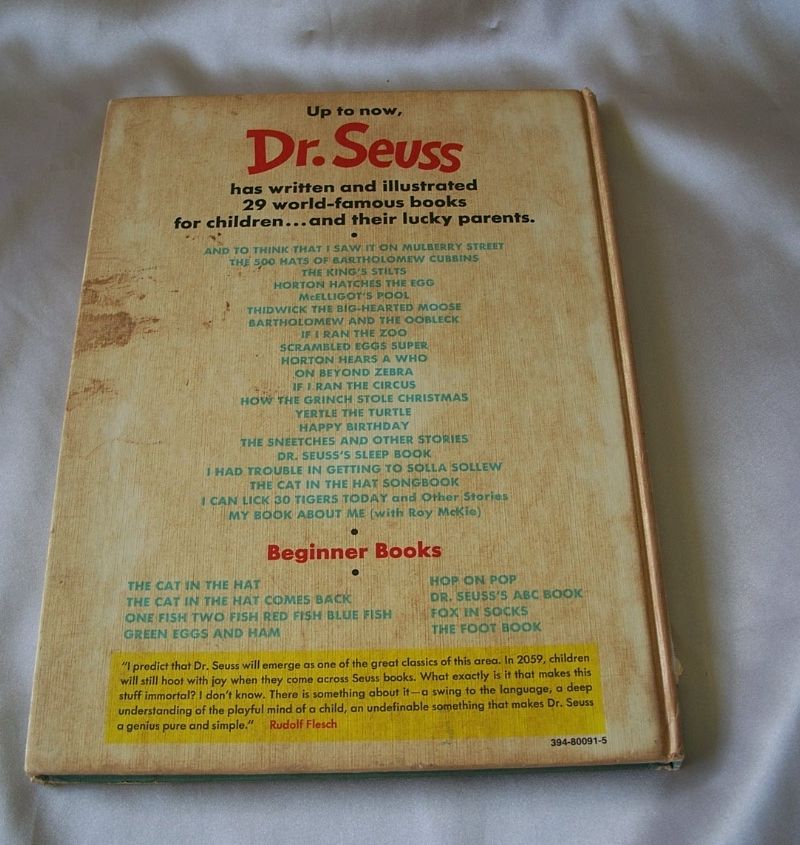 Up to now,
Dr. Seuss
has written and illustrated
29 world-famous books
for children...and their lucky parents.
AND TO THINK THAT I SAW IT ON MULBERRY STREET
THE 500 HATS OF BARTHOLOMEW CUBBINS
THE KING'S STILTS
HORTON HATCHES THE EGG
McELLIGOT'S POOL
THIDWICK THE BIG-HEARTED MOOSE
BARTHOLOMEW AND THE OOBLECK
IF I RAN THE ZOO
SCRAMBLED EGGS SUPER
HORTON HEARS A WHO
ON BEYOND ZEBRA
IF I RAN THE CIRCUS
HOW THE GRINCH STOLE CHRISTMAS
YERTLE THE TURTLE
HAPPY BIRTHDAY
THE SNEETCHES AND OTHER STORIES
DR. SEUSS'S SLEEP BOOK
I HAD TROUBLE IN GETTING TO SOLLA SOLLEW
THE CAT IN THE HAT SONGBOOK
I CAN LICK 30 TIGERS TODAY and Other Stories
MY BOOK ABOUT ME (with Roy McKie)
Beginner Books
THE CAT IN THE HAT
THE CAT IN THE HAT COMES BACK
ONE FISH TWO FISH RED FISH BLUE FISH
GREEN EGGS AND HAM
HOP ON POP
DR. SEUSS'S ABC BOOK
FOX IN SOCKS
THE FOOT BOOK
"I predict that Dr. Seuss will emerge as one of the great classics of this area. In 2059, children
will still hoot with joy when they come across Seuss books. What exactly is it that makes this
stuff immortal? I don't know. There is something about it—a swing to the language, a deep
understanding of the playful mind of a child, an undefinable something that makes Dr. Seuss
a genius pure and simple." Rudolf Flesch
394-80091-5